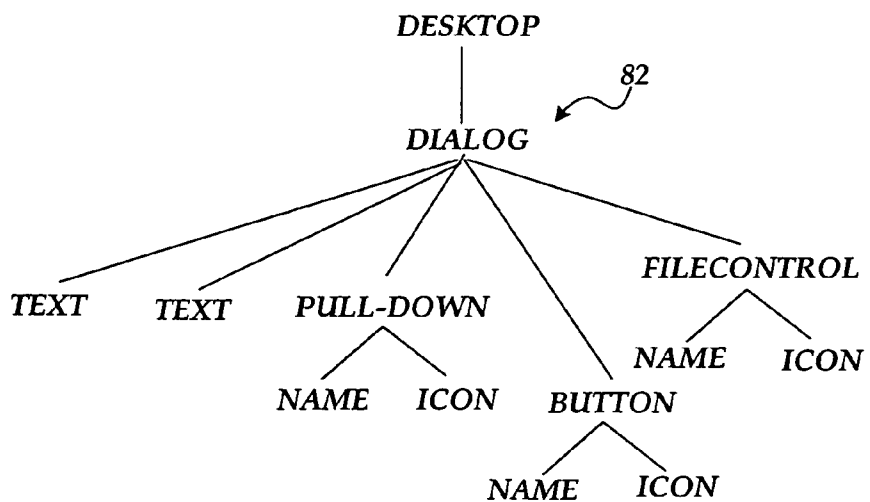 DESKTOP
82
DIALOG
FILECONTROL
TEXT TEXT PULL-DOWN
NAME ICON
NAME ICON BUTTON
NAME ICON